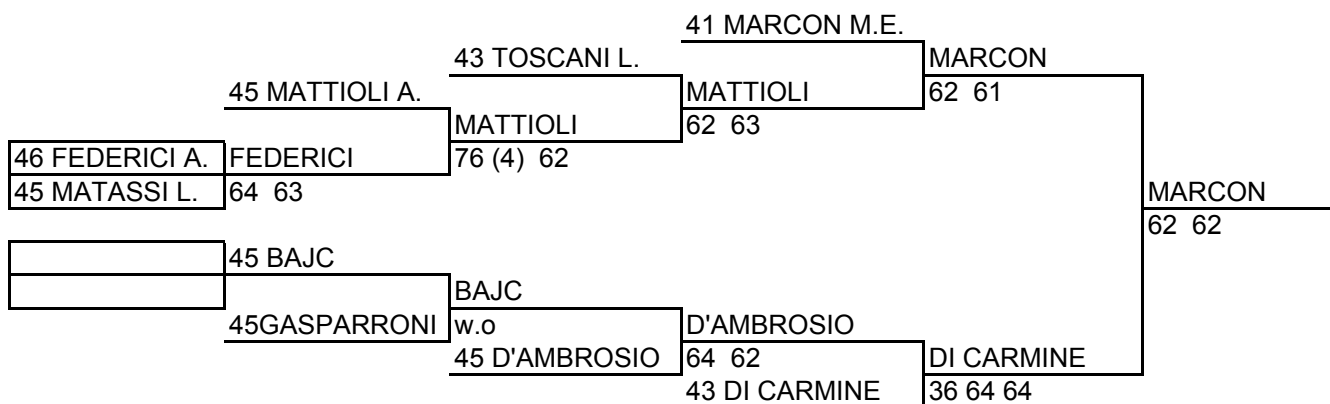 41 MARCON M.E.
43 TOSCANI L.
MARCON
45 MATTIOLI A.
MATTIOLI
62 61
MATTIOLI
62 63
46 FEDERICI A.
FEDERICI
76 (4) 62
45 MATASSI L.
64 63
MARCON
62 62
45 BAJC
BAJC
45GASPARRONI
w.o
D'AMBROSIO
45 D'AMBROSIO
64 62
DI CARMINE
43 DI CARMINE
36 64 64